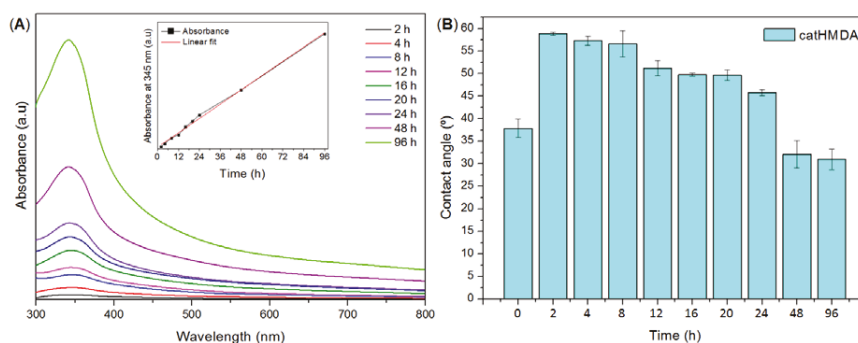 (A)
Absorbance (a.u)
Absorbance
Linear fit
Absorbance at 345 nm (a.u)
0 12 24 36 48 60 72 84 96
Time (h)
2 h
4 h
8 h
12 h
16 h
20 h
24 h
48 h
96 h
300 400 500 600 700 800
Wavelength (nm)
(B)
catHMDA
Contact angle (º)
60
55
50
45
40
35
30
25
20
15
10
5
0
0 2 4 8 12 16 20 24 48 96
Time (h)